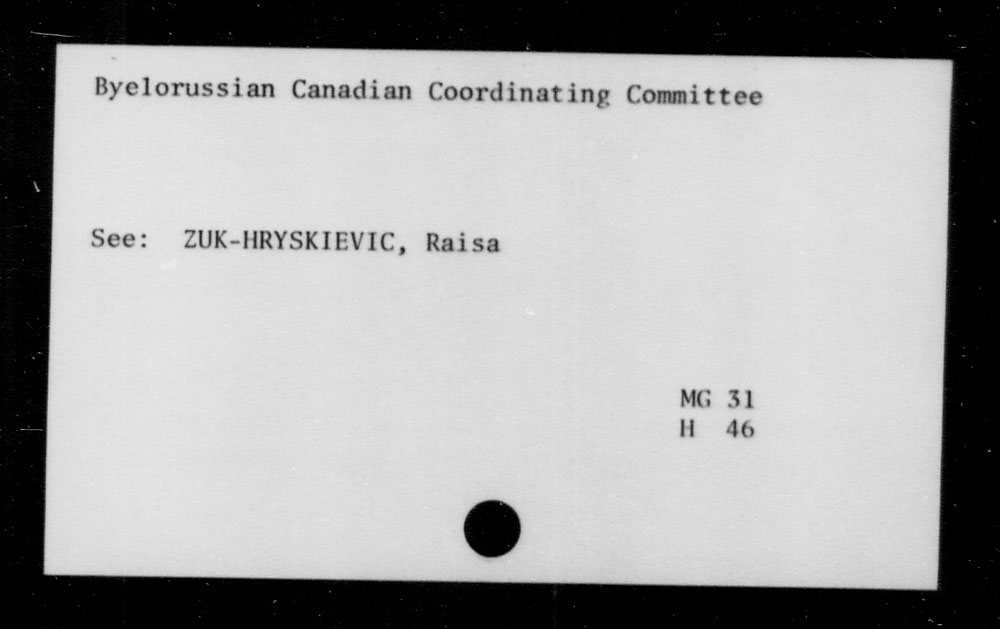 Byelorussian Canadian Coordinating Committee
See: ZUK-HRYSKIEVIC, Raisa
MG 31
H 46